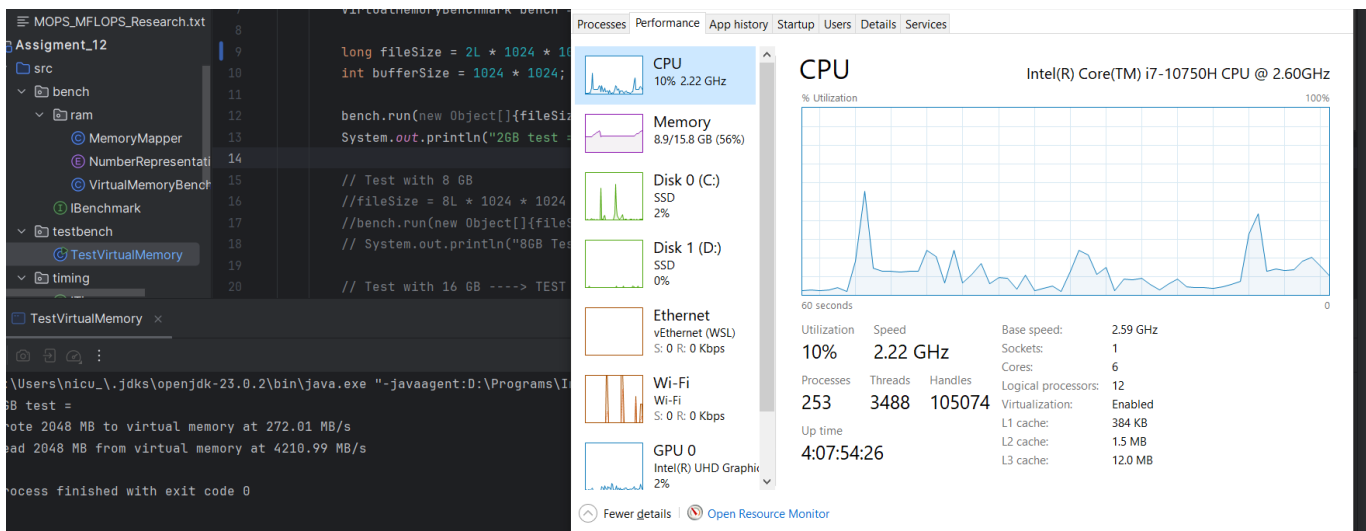 MOPS_MFLOPS_Research.txt
Assigment_12
src
bench
ram
MemoryMapper
NumberRepresentati
VirtualMemoryBench
IBenchmark
testbench
TestVirtualMemory
timing
8
9 long fileSize = 2L * 1024 * 10
10 int bufferSize = 1024 * 1024;
11
12 bench.run(new Object[]{fileSiz
13 System.out.println("2GB test =
14
15 // Test with 8 GB
16 //fileSize = 8L * 1024 * 1024
17 //bench.run(new Object[]{fileS
18 // System.out.println("8GB Tes
19
20 // Test with 16 GB ----> TEST
TestVirtualMemory ×
:\Users\nicu_\.jdks\openjdk-23.0.2\bin\java.exe "-javaagent:D:\Programs\In
GB test =
rote 2048 MB to virtual memory at 272.01 MB/s
ead 2048 MB from virtual memory at 4210.99 MB/s
rocess finished with exit code 0
Processes Performance App history Startup Users Details Services
CPU
10% 2.22 GHz
Memory
8.9/15.8 GB (56%)
Disk 0 (C:)
SSD
2%
Disk 1 (D:)
SSD
0%
Ethernet
vEthernet (WSL)
S: 0 R: 0 Kbps
Wi-Fi
Wi-Fi
S: 0 R: 0 Kbps
GPU 0
Intel(R) UHD Graphic
2%
CPU Intel(R) Core(TM) i7-10750H CPU @ 2.60GHz
% Utilization 100%
60 seconds 0
Utilization Speed
10% 2.22 GHz
Processes Threads Handles
253 3488 105074
Up time
4:07:54:26
Base speed: 2.59 GHz
Sockets: 1
Cores: 6
Logical processors: 12
Virtualization: Enabled
L1 cache: 384 KB
L2 cache: 1.5 MB
L3 cache: 12.0 MB
Fewer details Open Resource Monitor